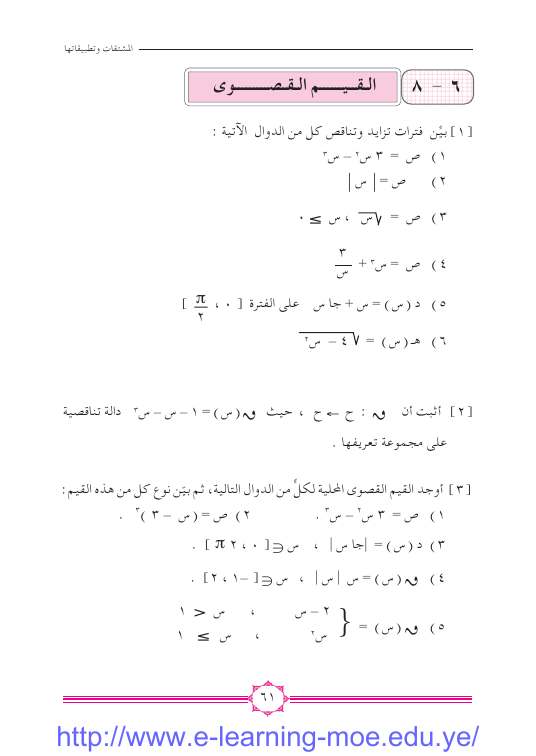 المشتقات وتطبيقاتها
٦ – ٨ القيــــم القصــــوى
[ ١ ] بيّن فترات تزايد وتناقص كل من الدوال الآتية :
١) ص = ٣ س٢ – س٣
٢) ص = | س |
٣) ص = √س ، س ≥ ٠
٤) ص = س٣ + ٣/س
٥) د ( س ) = س + جا س على الفترة [ ٠ ، π/٢ ]
٦) هـ ( س ) = √(٤ – س٢)
[ ٢ ] أثبت أن ق : ح ← ح ، حيث ق ( س ) = ١ – س – س٣ دالة تناقصية
على مجموعة تعريفها .
[ ٣ ] أوجد القيم القصوى المحلية لكلٍّ من الدوال التالية، ثم بيّن نوع كل من هذه القيم :
١) ص = ٣ س٢ – س٣ . ٢) ص = ( س – ٣ )٣ .
٣) د ( س ) = |جا س| ، س ∈ [ ٠ ، ٢ π ] .
٤) ق ( س ) = س |س| ، س ∈ [ –١ ، ٢ ] .
٥) ق ( س ) = { ٢ – س ، س < ١
س٢ ، س ≥ ١
٦١
http://www.e-learning-moe.edu.ye/